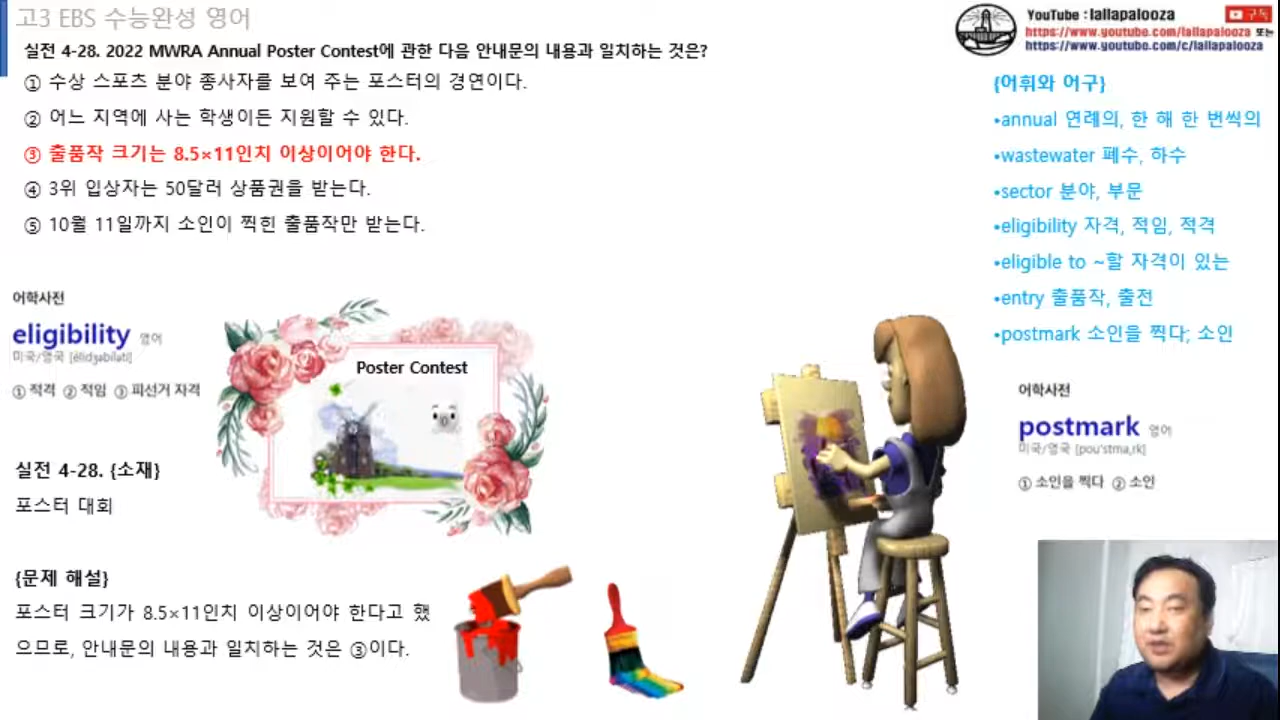 고3 EBS 수능완성 영어
실전 4-28. 2022 MWRA Annual Poster Contest에 관한 다음 안내문의 내용과 일치하는 것은?
① 수상 스포츠 분야 종사자를 보여 주는 포스터의 경연이다.
② 어느 지역에 사는 학생이든 지원할 수 있다.
③ 출품작 크기는 8.5×11인치 이상이어야 한다.
④ 3위 입상자는 50달러 상품권을 받는다.
⑤ 10월 11일까지 소인이 찍힌 출품작만 받는다.
YouTube : lallapalooza
구독
https://www.youtube.com/lallapalooza 또는
https://www.youtube.com/c/lallapalooza
{어휘와 어구}
•annual 연례의, 한 해 한 번씩의
•wastewater 폐수, 하수
•sector 분야, 부문
•eligibility 자격, 적임, 적격
•eligible to ~할 자격이 있는
•entry 출품작, 출전
•postmark 소인을 찍다; 소인
어학사전
eligibility 영어
미국/영국 [èlidʒəbíləti]
① 적격 ② 적임 ③ 피선거 자격
Poster Contest
어학사전
postmark 영어
미국/영국 [pou'stma,rk]
① 소인을 찍다 ② 소인
실전 4-28. {소재}
포스터 대회
{문제 해설}
포스터 크기가 8.5×11인치 이상이어야 한다고 했
으므로, 안내문의 내용과 일치하는 것은 ③이다.